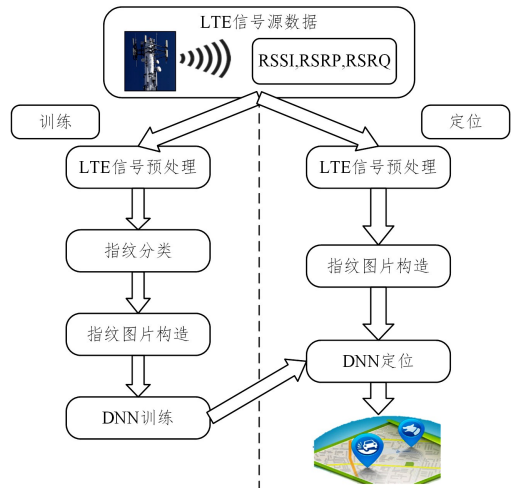 LTE信号源数据
RSSI,RSRP,RSRQ
训练
定位
LTE信号预处理
LTE信号预处理
指纹分类
指纹图片构造
指纹图片构造
DNN定位
DNN训练